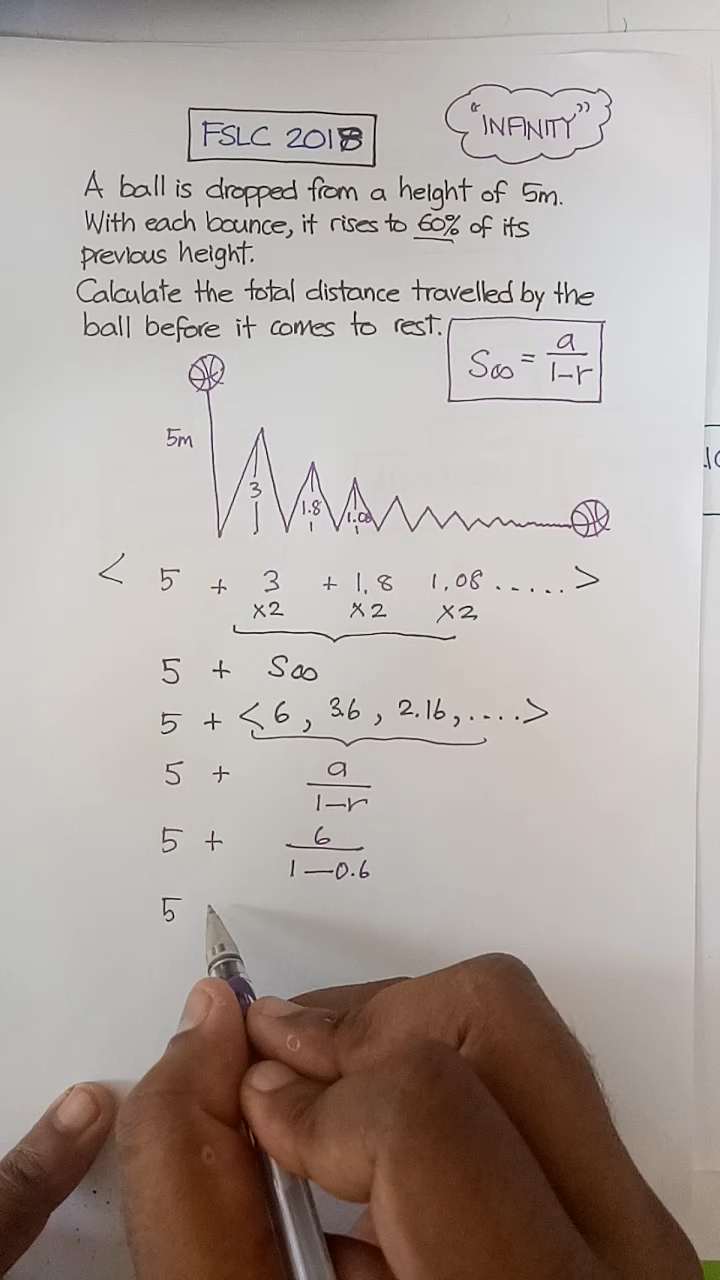 FSLC 2018
"INFINITY"
A ball is dropped from a height of 5m.
With each bounce, it rises to 60% of its
previous height.
Calculate the total distance travelled by the
ball before it comes to rest.
S∞ = a/1-r
5m
3
1.8
1.08
< 5 + 3 + 1.8 1.08 ..... >
x2 x2 x2
5 + S∞
5 + < 6, 3.6, 2.16, .... >
5 + a/1-r
5 + 6/1-0.6
5